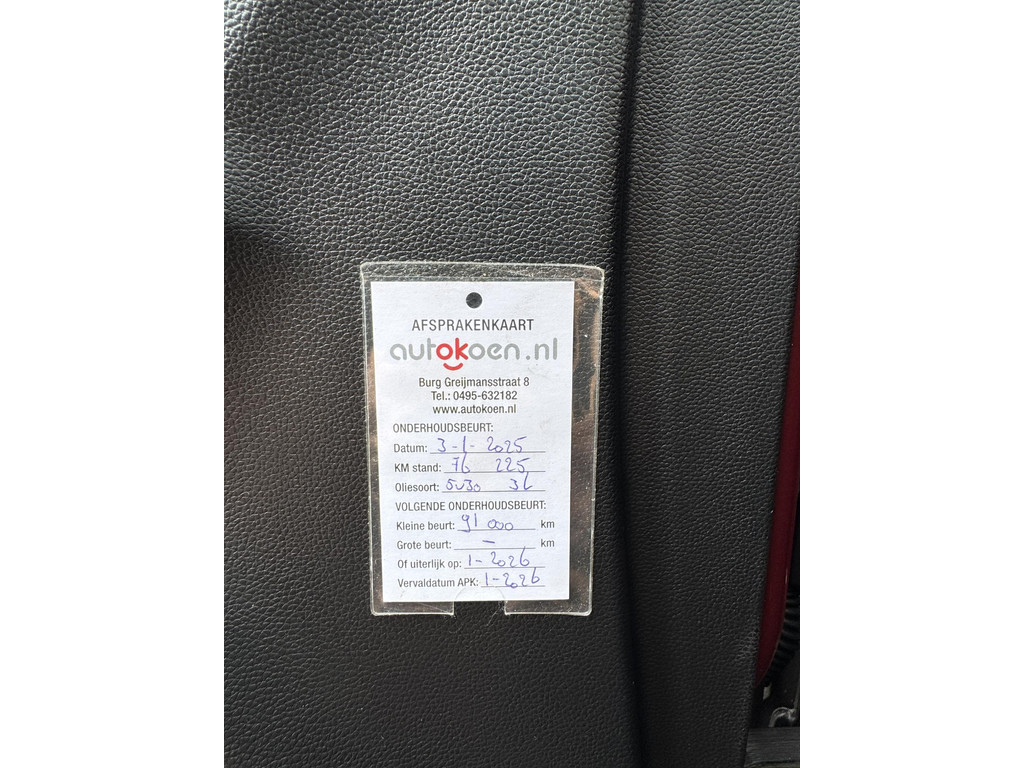 AFSPRAKENKAART
autokoen.nl
Burg Greijmansstraat 8
Tel.: 0495-632182
www.autokoen.nl
ONDERHOUDSBEURT:
Datum: 3-1-2025
KM stand: 76 225
Oliesoort: 5W30 3L
VOLGENDE ONDERHOUDSBEURT:
Kleine beurt: 91 000 km
Grote beurt: - km
Of uiterlijk op: 1-2026
Vervaldatum APK: 1-2026